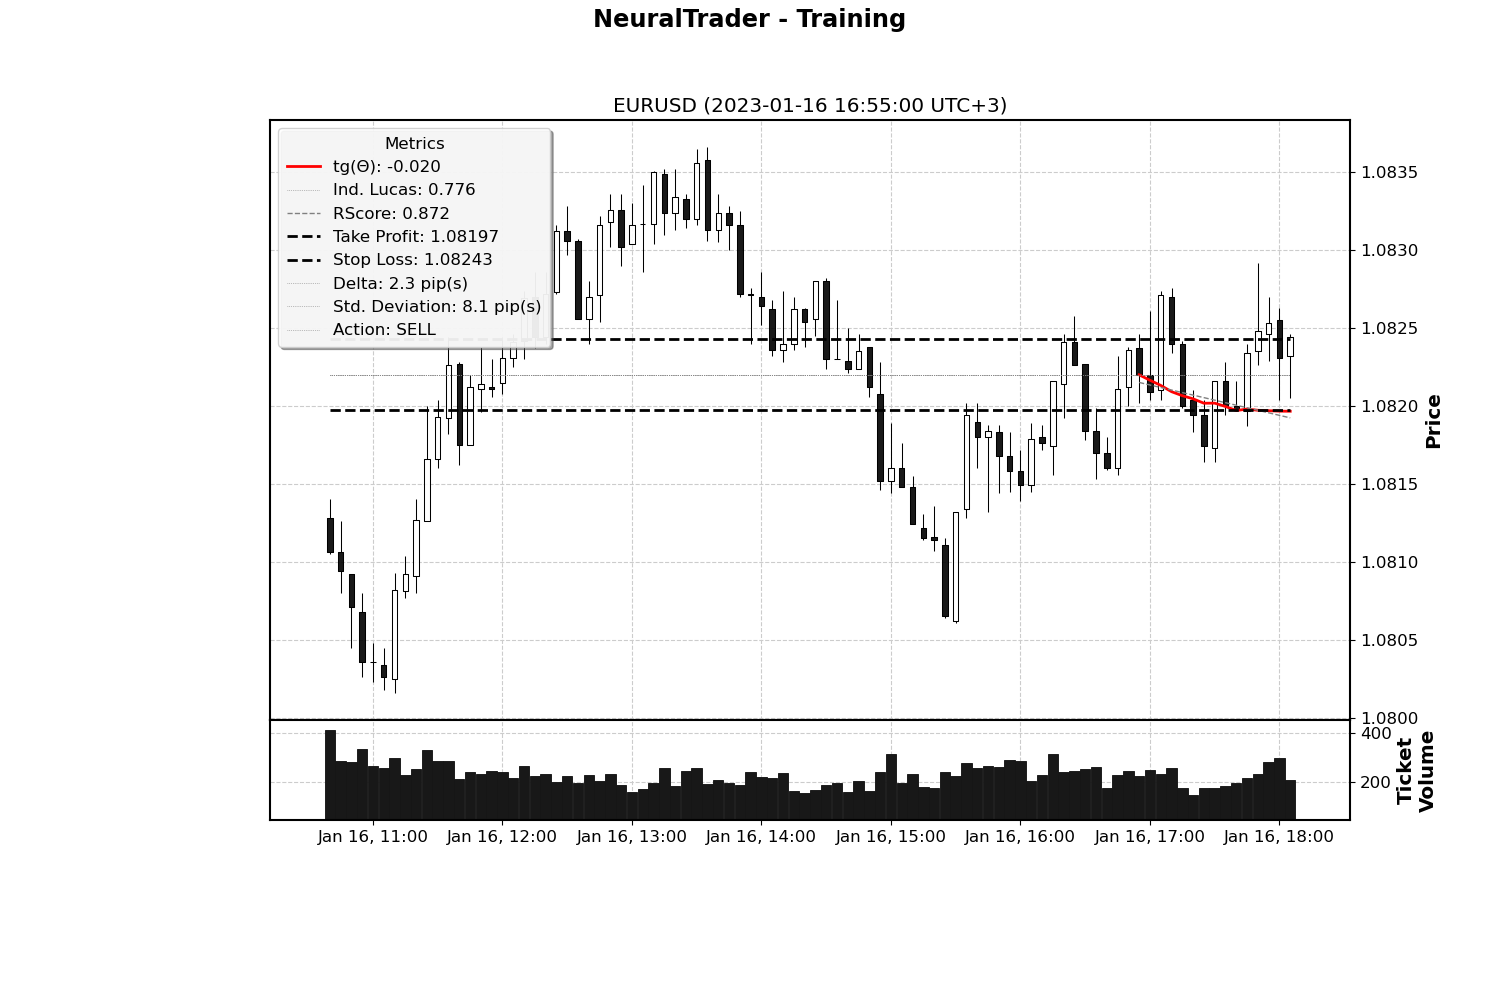 NeuralTrader - Training
EURUSD (2023-01-16 16:55:00 UTC+3)
Metrics
tg(Θ): -0.020
Ind. Lucas: 0.776
RScore: 0.872
Take Profit: 1.08197
Stop Loss: 1.08243
Delta: 2.3 pip(s)
Std. Deviation: 8.1 pip(s)
Action: SELL
1.0835
1.0830
1.0825
1.0820
1.0815
1.0810
1.0805
1.0800
Price
400
200
Ticket
Volume
Jan 16, 11:00 Jan 16, 12:00 Jan 16, 13:00 Jan 16, 14:00 Jan 16, 15:00 Jan 16, 16:00 Jan 16, 17:00 Jan 16, 18:00